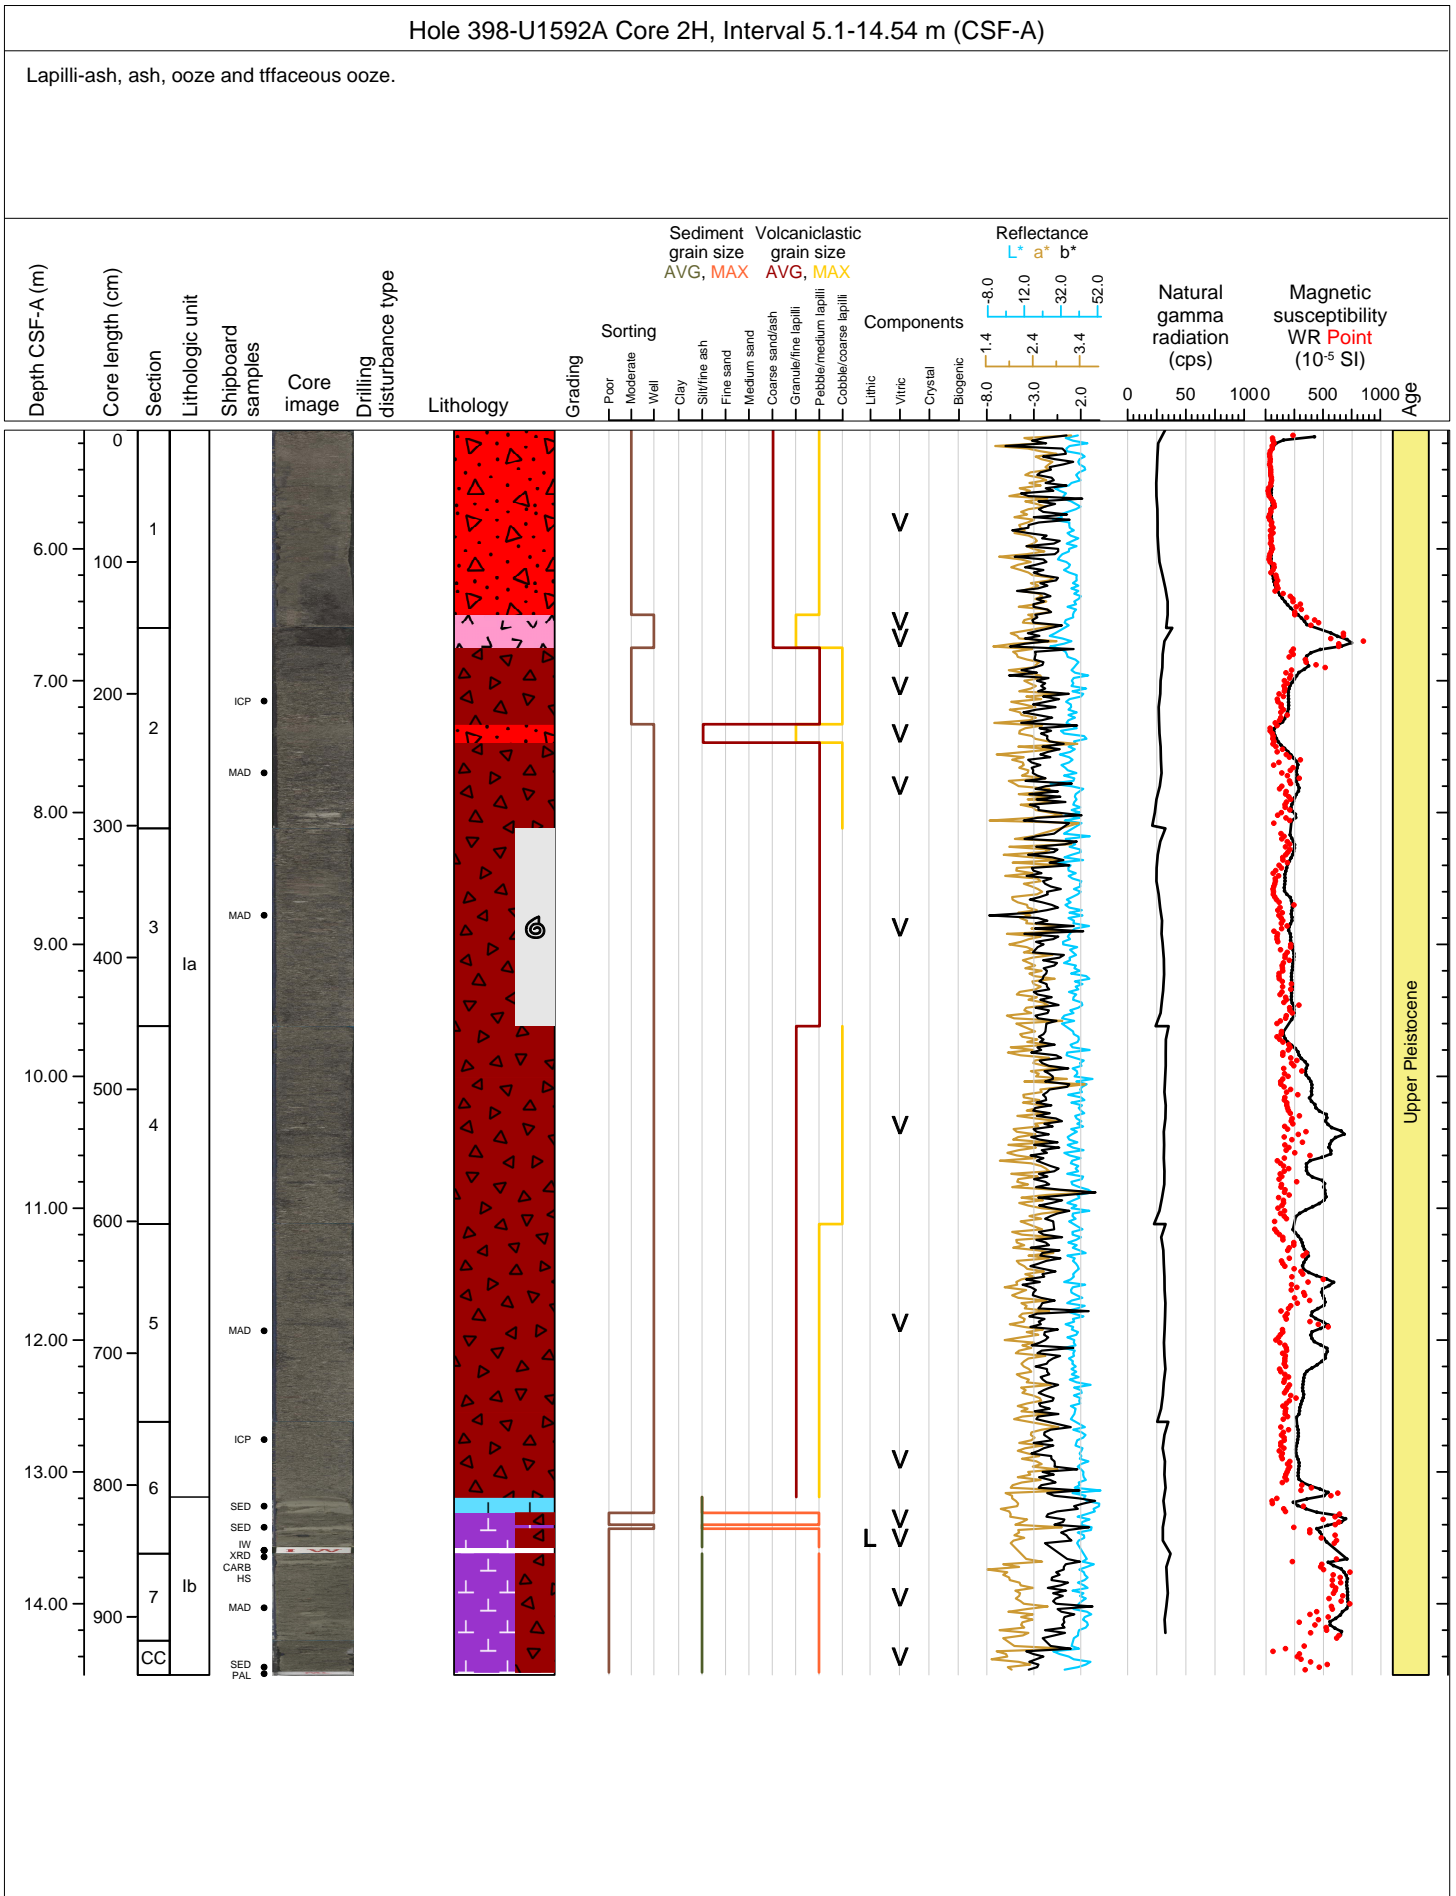 Hole 398-U1592A Core 2H, Interval 5.1-14.54 m (CSF-A)
Lapilli-ash, ash, ooze and tffaceous ooze.
Depth CSF-A (m)
Core length (cm)
Section
Lithologic unit
Shipboard
samples
Core
image
Drilling
disturbance type
Lithology
Grading
Sorting
Poor
Moderate
Well
Sediment
grain size
AVG, MAX
Volcaniclastic
grain size
AVG, MAX
Clay
Silt/fine ash
Fine sand
Medium sand
Coarse sand/ash
Granule/fine lapilli
Pebble/medium lapilli
Cobble/coarse lapilli
Components
Lithic
Vitric
Crystal
Biogenic
Reflectance
L* a* b*
-8.0 12.0 32.0 52.0
1.4 2.4 3.4
-8.0 -3.0 2.0
Natural
gamma
radiation
(cps)
0 50 100
Magnetic
susceptibility
WR Point
(10-5 SI)
0 500 1000
Age
6.00
7.00
8.00
9.00
10.00
11.00
12.00
13.00
14.00
0
100
200
300
400
500
600
700
800
900
1
2
3
4
5
6
7
CC
Ia
Ib
ICP
MAD
MAD
MAD
ICP
SED
SED
IW
XRD
CARB
HS
MAD
SED
PAL
I W
V
V
V
V
V
V
V
V
V
V
V
L V
V
V
Upper Pleistocene